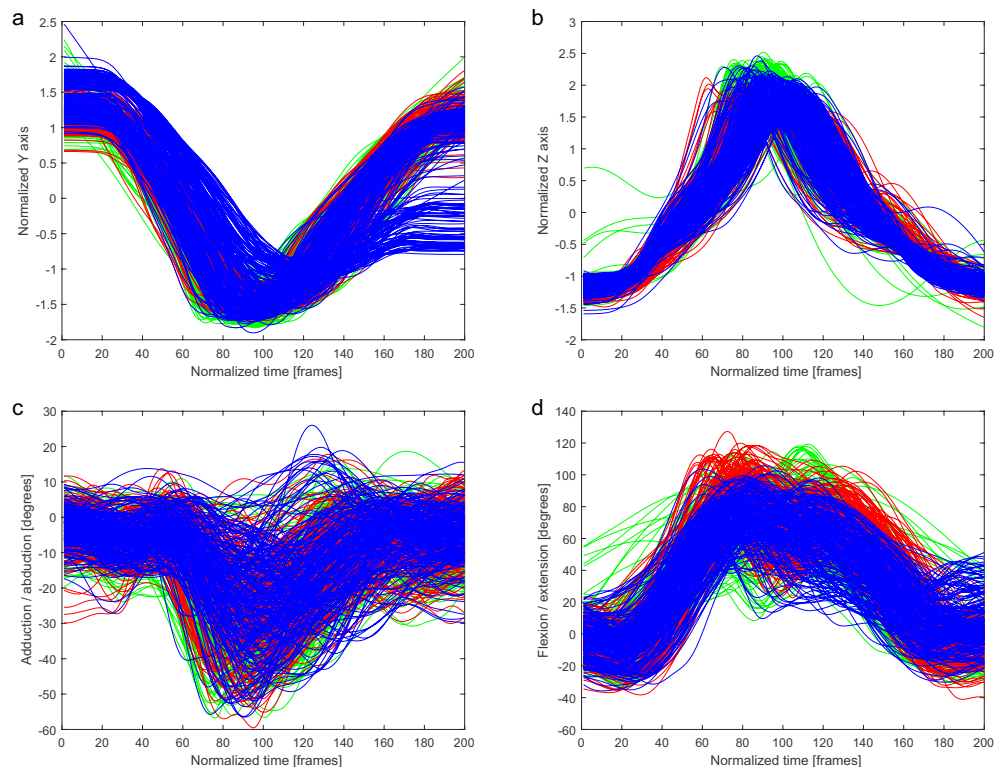 a
2.5
2
1.5
1
0.5
0
-0.5
-1
-1.5
-2
Normalized Y axis
0 20 40 60 80 100 120 140 160 180 200
Normalized time [frames]
b
3
2.5
2
1.5
1
0.5
0
-0.5
-1
-1.5
-2
Normalized Z axis
0 20 40 60 80 100 120 140 160 180 200
Normalized time [frames]
c
30
20
10
0
-10
-20
-30
-40
-50
-60
Adduction / abduction [degrees]
0 20 40 60 80 100 120 140 160 180 200
Normalized time [frames]
d
140
120
100
80
60
40
20
0
-20
-40
-60
Flexion / extension [degrees]
0 20 40 60 80 100 120 140 160 180 200
Normalized time [frames]